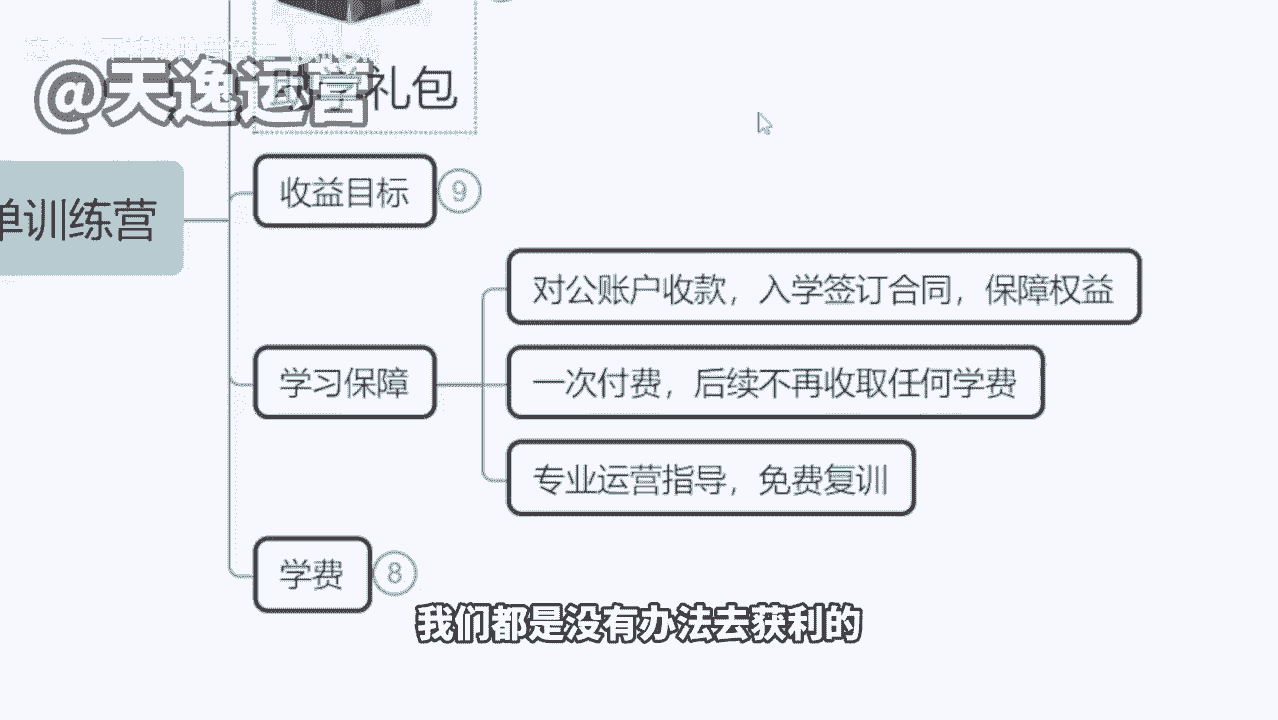 @天逸运营
礼包
收益目标
9
单训练营
对公账户收款，入学签订合同，保障权益
学习保障
一次付费，后续不再收取任何学费
专业运营指导，免费复训
学费
8
我们都是没有办法去获利的